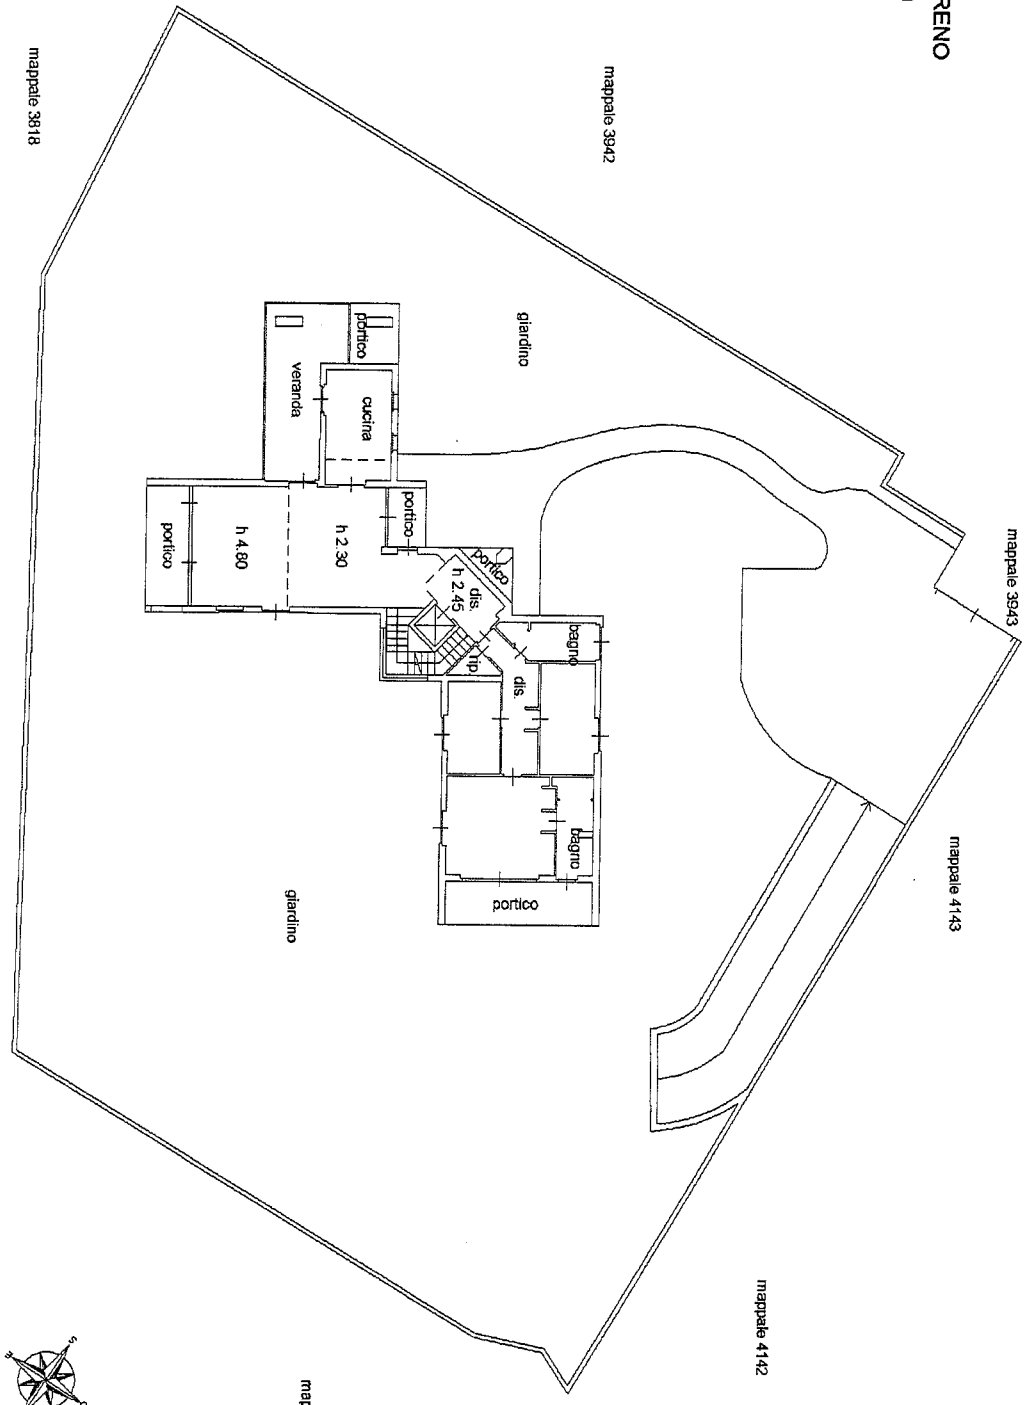 RENO
mappale 3943
mappale 4143
mappale 4142
mappale 3942
mappale 3818
map
giardino
portico
veranda
cucina
portico
portico
h 4.80
h 2.30
portico
dis.
h 2.45
rip.
bagno
dis.
bagno
portico
giardino
S
E